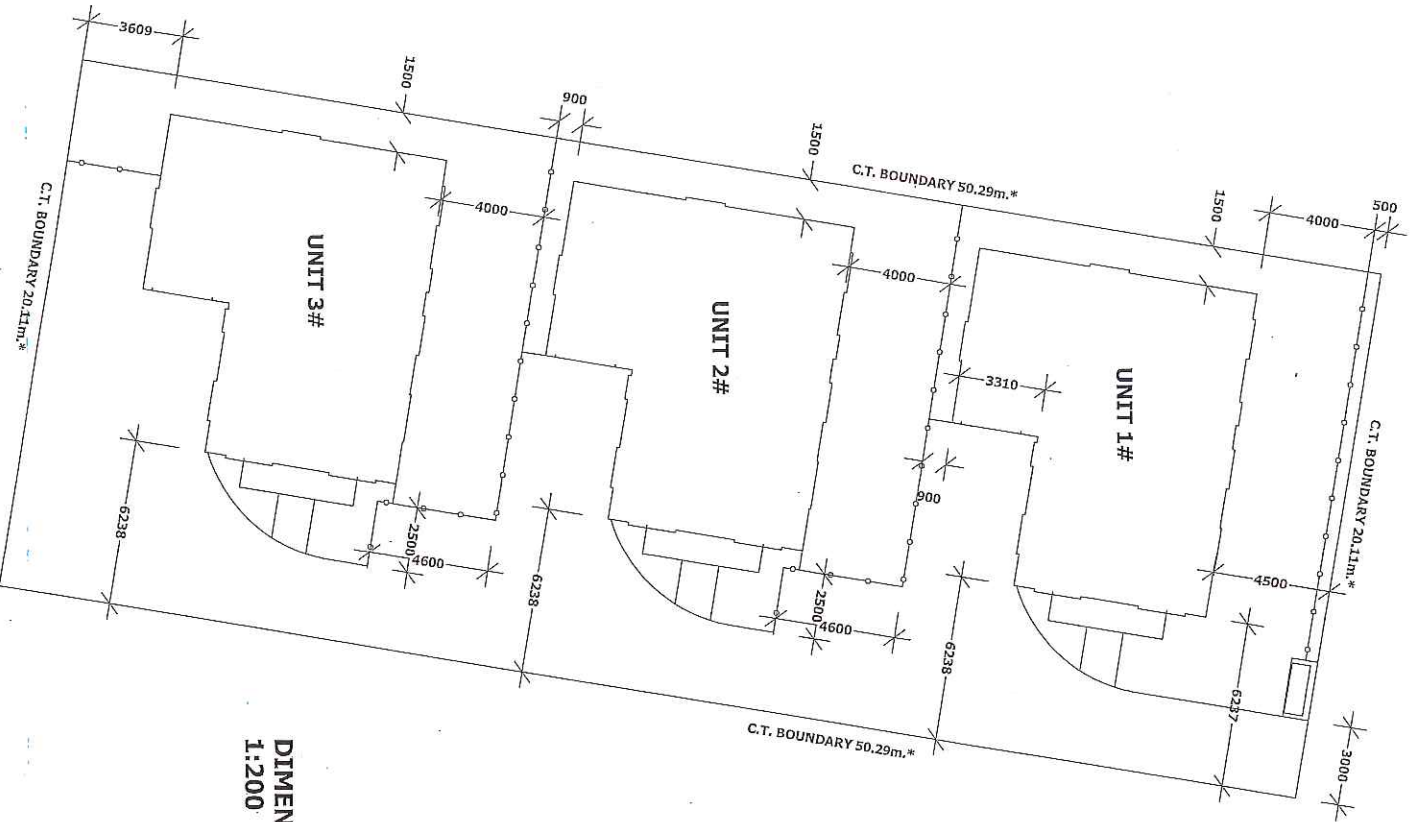 3609
1500
900
1500
C.T. BOUNDARY 50.29m.*
1500
4000
500
4000
4000
UNIT 3#
UNIT 2#
UNIT 1#
3310
4500
C.T. BOUNDARY 20.11m.*
C.T. BOUNDARY 20.11m.*
900
6238
2500
4600
6238
2500
4600
6238
6237
3000
C.T. BOUNDARY 50.29m.*
DIMEN
1:200